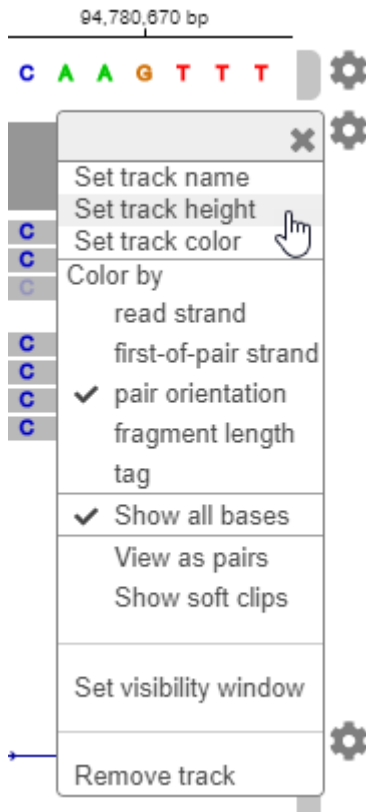 94,780,670 bp
C A A G T T T
Set track name
C Set track height
Set track color
C
C Color by
read strand
C first-of-pair strand
C
C pair orientation
C fragment length
tag
Show all bases
View as pairs
Show soft clips
Set visibility window
Remove track